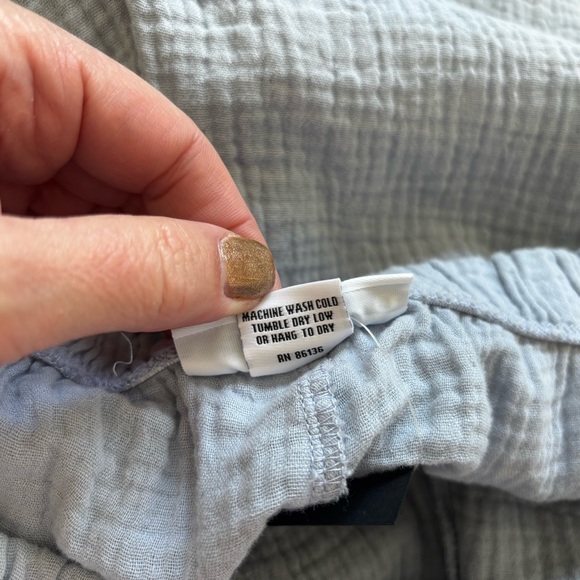 MACHINE WASH COLD
TUMBLE DRY LOW
OR HANG TO DRY
RN 86136